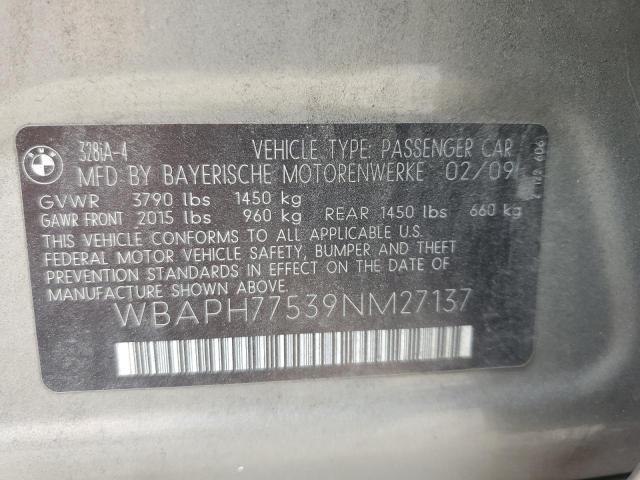 BMW
328iA-4 VEHICLE TYPE: PASSENGER CAR
MFD BY BAYERISCHE MOTORENWERKE 02/09
GVWR 3790 lbs 1450 kg
GAWR FRONT 2015 lbs 960 kg REAR 1450 lbs 660 kg
THIS VEHICLE CONFORMS TO ALL APPLICABLE U.S.
FEDERAL MOTOR VEHICLE SAFETY, BUMPER AND THEFT
PREVENTION STANDARDS IN EFFECT ON THE DATE OF
MANUFACTURE SHOWN ABOVE.
WBAPH77539NM27137